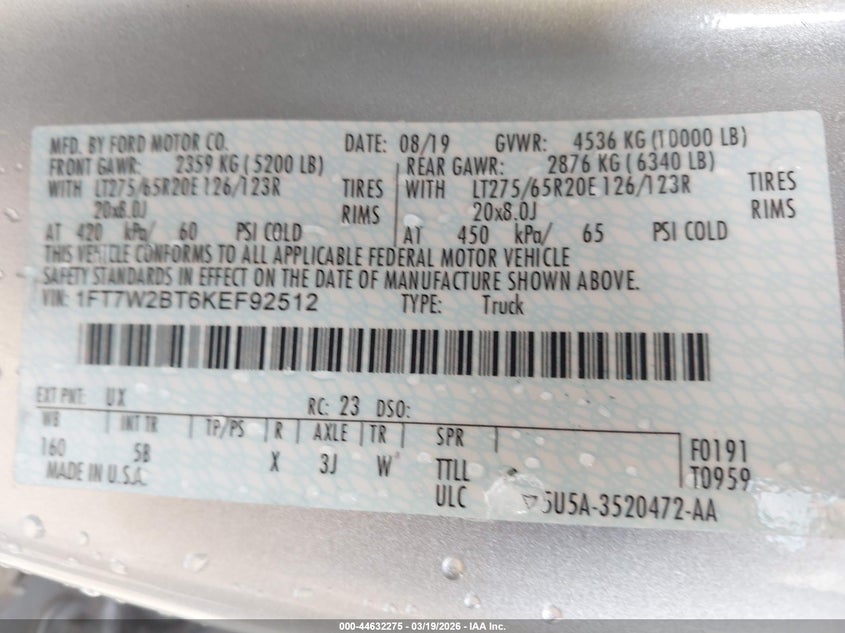 MFD. BY FORD MOTOR CO. DATE: 08/19 GVWR: 4536 KG (10000 LB)
FRONT GAWR: 2359 KG (5200 LB) REAR GAWR: 2876 KG (6340 LB)
WITH LT275/65R20E 126/123R TIRES WITH LT275/65R20E 126/123R TIRES
20x8.0J RIMS 20x8.0J RIMS
AT 420 kPa/ 60 PSI COLD AT 450 kPa/ 65 PSI COLD
THIS VEHICLE CONFORMS TO ALL APPLICABLE FEDERAL MOTOR VEHICLE
SAFETY STANDARDS IN EFFECT ON THE DATE OF MANUFACTURE SHOWN ABOVE.
VIN: 1FT7W2BT6KEF92512 TYPE: Truck
EXT PNT: UX RC: 23 DSO:
WB INT TR TP/PS R AXLE TR SPR F0191
160 5B X 3J W TTLL T0959
MADE IN U.S.A. ULC 5U5A-3520472-AA
000-44632275 | 03/19/2026 | IAA Inc.